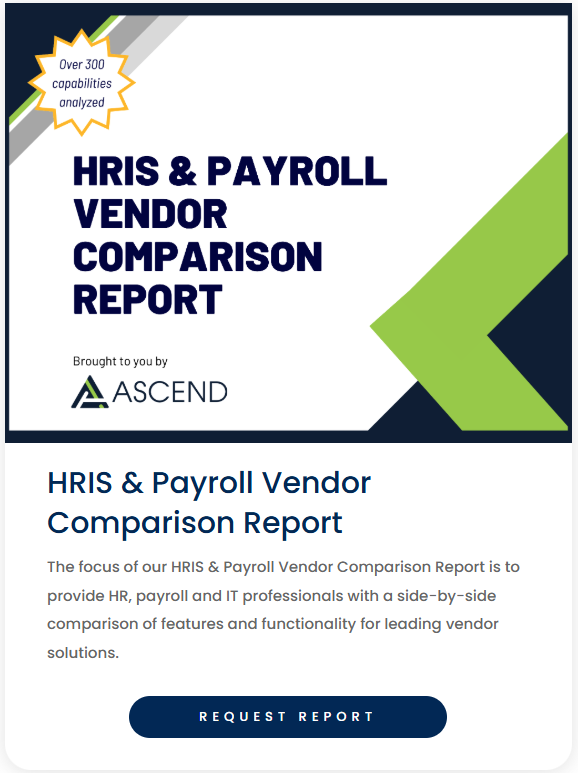 Over 300
capabilities
analyzed
HRIS & PAYROLL
VENDOR
COMPARISON
REPORT
Brought to you by
ASCEND
HRIS & Payroll Vendor
Comparison Report
The focus of our HRIS & Payroll Vendor Comparison Report is to
provide HR, payroll and IT professionals with a side-by-side
comparison of features and functionality for leading vendor
solutions.
REQUEST REPORT